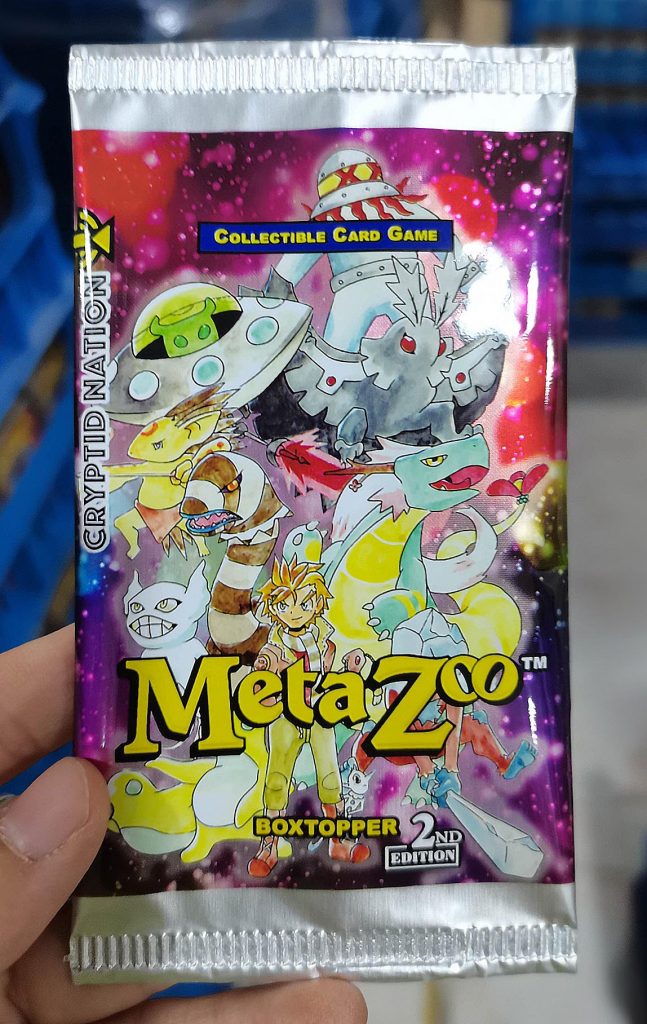 COLLECTIBLE CARD GAME
CRYPTID NATION
MetaZoo™
BOXTOPPER
2ND
EDITION